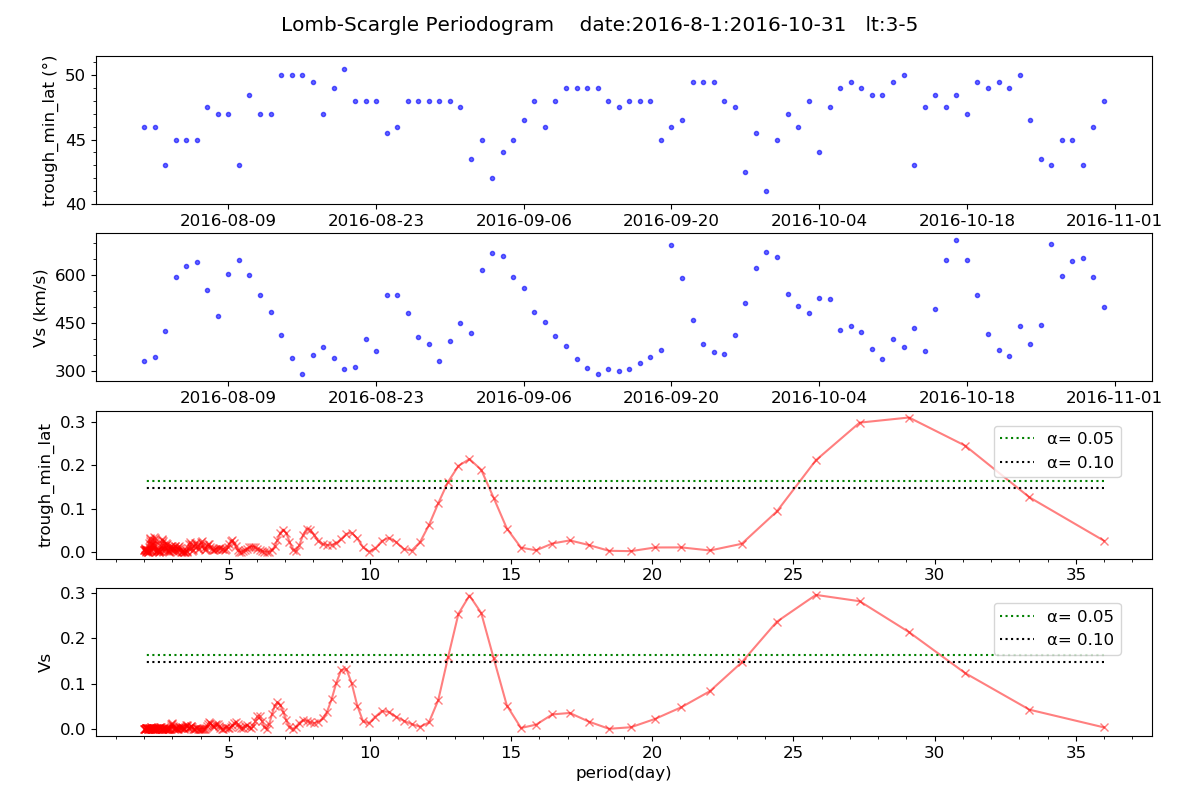 Lomb-Scargle Periodogram    date:2016-8-1:2016-10-31   lt:3-5
trough_min_lat (°)
50
45
40
2016-08-09 2016-08-23 2016-09-06 2016-09-20 2016-10-04 2016-10-18 2016-11-01
Vs (km/s)
600
450
300
2016-08-09 2016-08-23 2016-09-06 2016-09-20 2016-10-04 2016-10-18 2016-11-01
trough_min_lat
0.3
0.2
0.1
0.0
α= 0.05
α= 0.10
5 10 15 20 25 30 35
Vs
0.3
0.2
0.1
0.0
α= 0.05
α= 0.10
5 10 15 20 25 30 35
period(day)